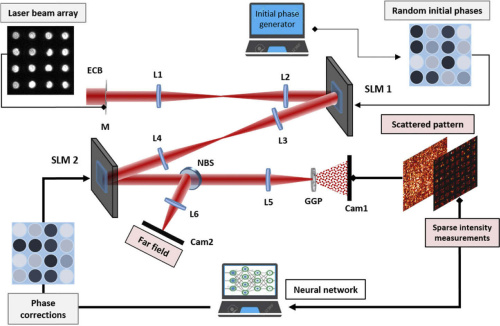 Laser beam array
Initial phase
generator
Random initial phases
ECB
M
L1
L2
SLM 1
L3
L4
SLM 2
NBS
L5
L6
GGP
Cam1
Cam2
Far field
Scattered pattern
Sparse intensity
measurements
Neural network
Phase
corrections